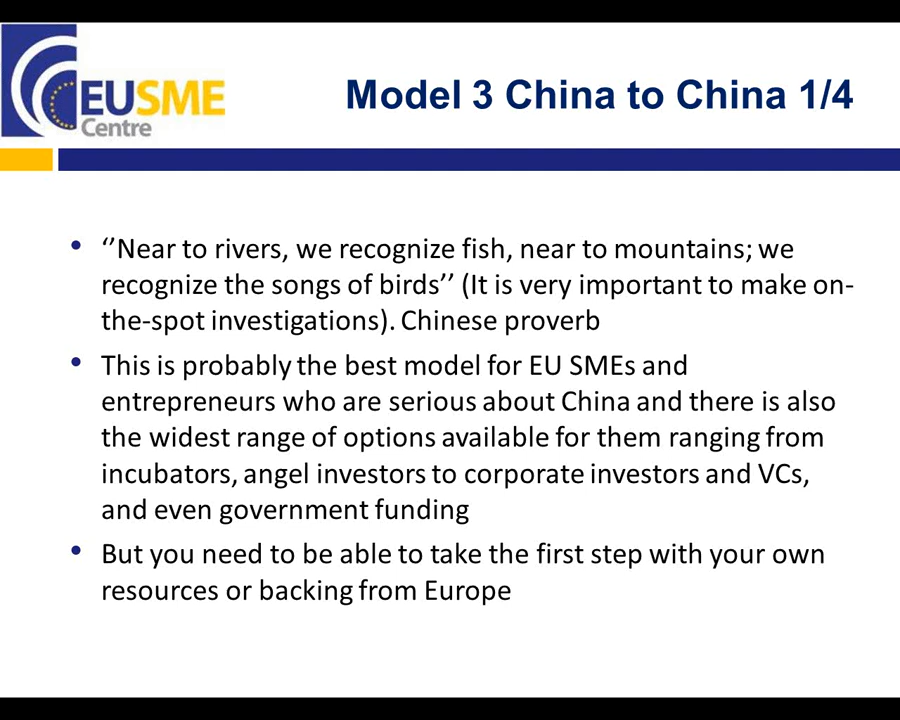 EUSME
Centre
Model 3 China to China 1/4
• ‘’Near to rivers, we recognize fish, near to mountains; we
recognize the songs of birds’’ (It is very important to make on-
the-spot investigations). Chinese proverb
• This is probably the best model for EU SMEs and
entrepreneurs who are serious about China and there is also
the widest range of options available for them ranging from
incubators, angel investors to corporate investors and VCs,
and even government funding
• But you need to be able to take the first step with your own
resources or backing from Europe